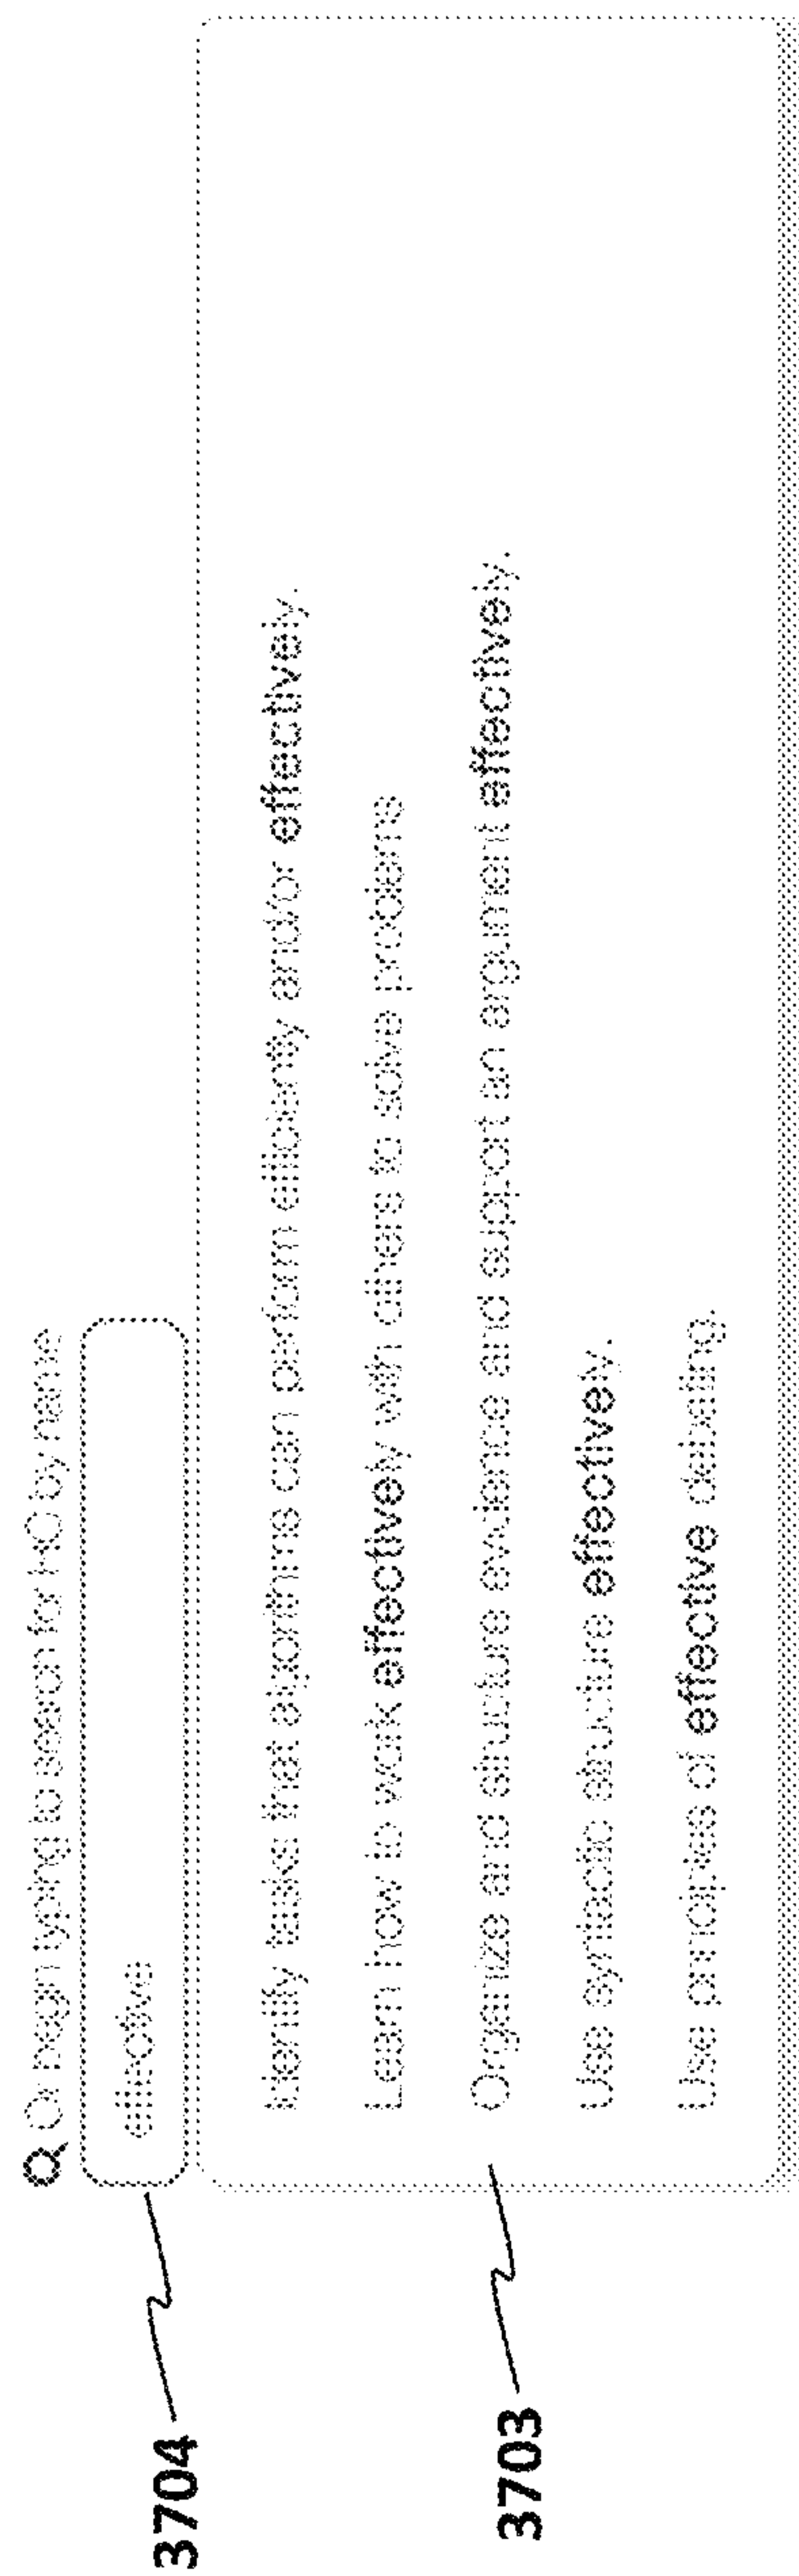 Or begin typing to search for HC by name
effective
3704
Identify tasks that algorithms can perform efficiently and/or effectively.
Learn how to work effectively with others to solve problems
Organize and structure evidence and support an argument effectively.
3703
Use syntactic structure effectively.
Use principles of effective debating.